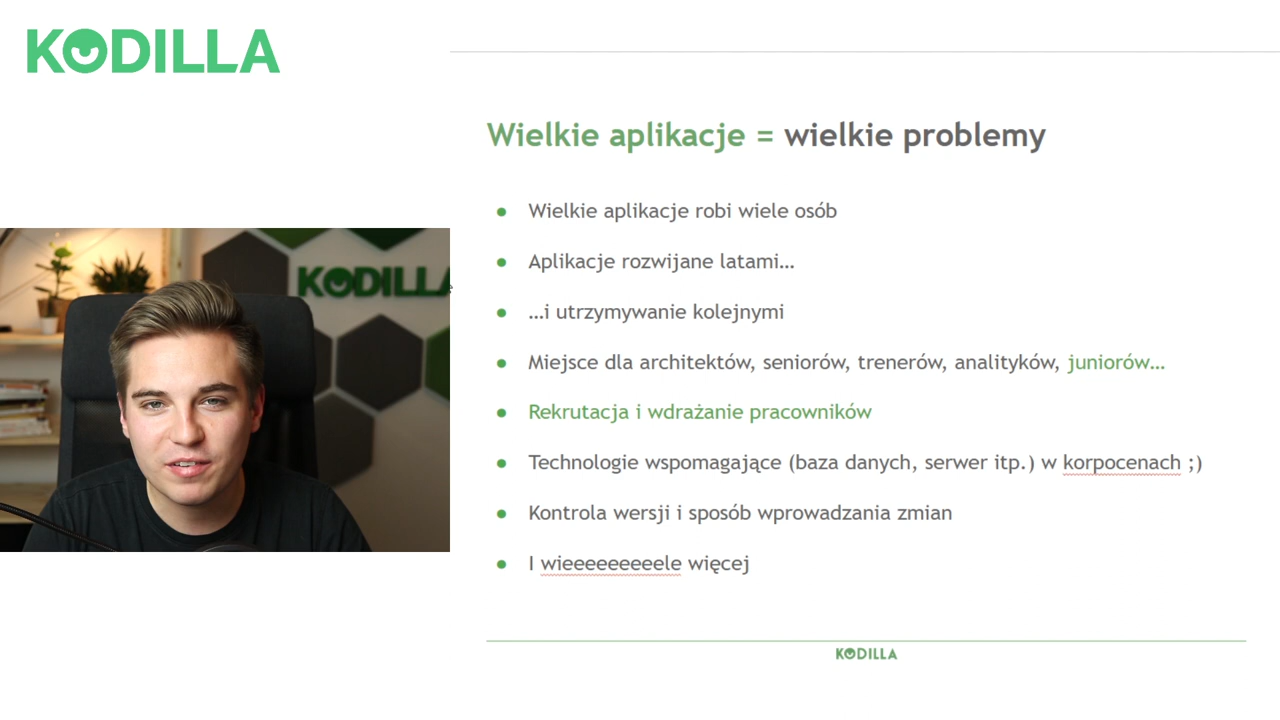 KODILLA
Wielkie aplikacje = wielkie problemy
Wielkie aplikacje robi wiele osób
Aplikacje rozwijane latami…
…i utrzymywanie kolejnymi
Miejsce dla architektów, seniorów, trenerów, analityków, juniorów…
Rekrutacja i wdrażanie pracowników
Technologie wspomagające (baza danych, serwer itp.) w korpocenach ;)
Kontrola wersji i sposób wprowadzania zmian
I wieeeeeeeeele więcej
KODILLA
KODILLA